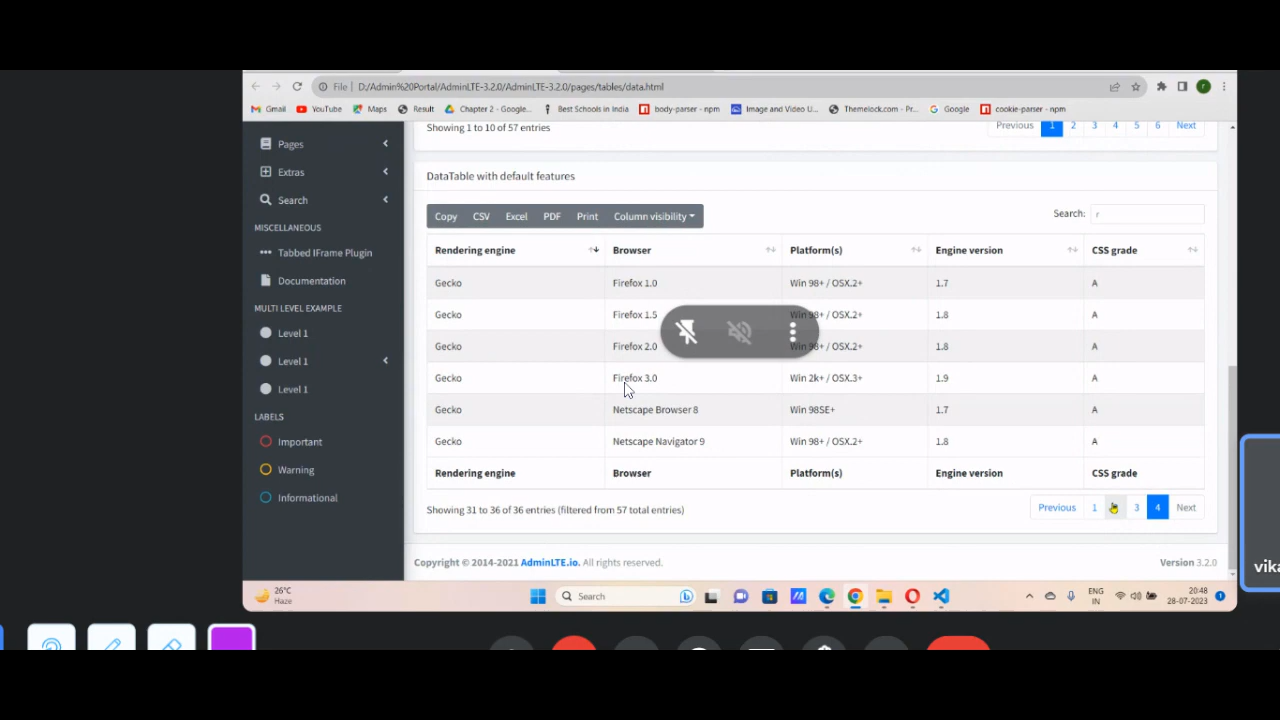 File | D:/Admin%20Portal/AdminLTE-3.2.0/AdminLTE-3.2.0/pages/tables/data.html
Gmail YouTube Maps Result Chapter 2 - Google... Best Schools in India body-parser - npm Image and Video U... Themelock.com - Pr... Google cookie-parser - npm
Pages
Extras
Search
MISCELLANEOUS
Tabbed IFrame Plugin
Documentation
MULTI LEVEL EXAMPLE
Level 1
Level 1
Level 1
LABELS
Important
Warning
Informational
Showing 1 to 10 of 57 entries Previous 1 2 3 4 5 6 Next
DataTable with default features
Copy CSV Excel PDF Print Column visibility Search: r
Rendering engine Browser Platform(s) Engine version CSS grade
Gecko Firefox 1.0 Win 98+ / OSX.2+ 1.7 A
Gecko Firefox 1.5 Win 98+ / OSX.2+ 1.8 A
Gecko Firefox 2.0 Win 98+ / OSX.2+ 1.8 A
Gecko Firefox 3.0 Win 2k+ / OSX.3+ 1.9 A
Gecko Netscape Browser 8 Win 98SE+ 1.7 A
Gecko Netscape Navigator 9 Win 98+ / OSX.2+ 1.8 A
Rendering engine Browser Platform(s) Engine version CSS grade
Showing 31 to 36 of 36 entries (filtered from 57 total entries) Previous 1 3 4 Next
Copyright © 2014-2021 AdminLTE.io. All rights reserved. Version 3.2.0
26°C
Haze
Search
ENG
IN
20:48
28-07-2023
vika